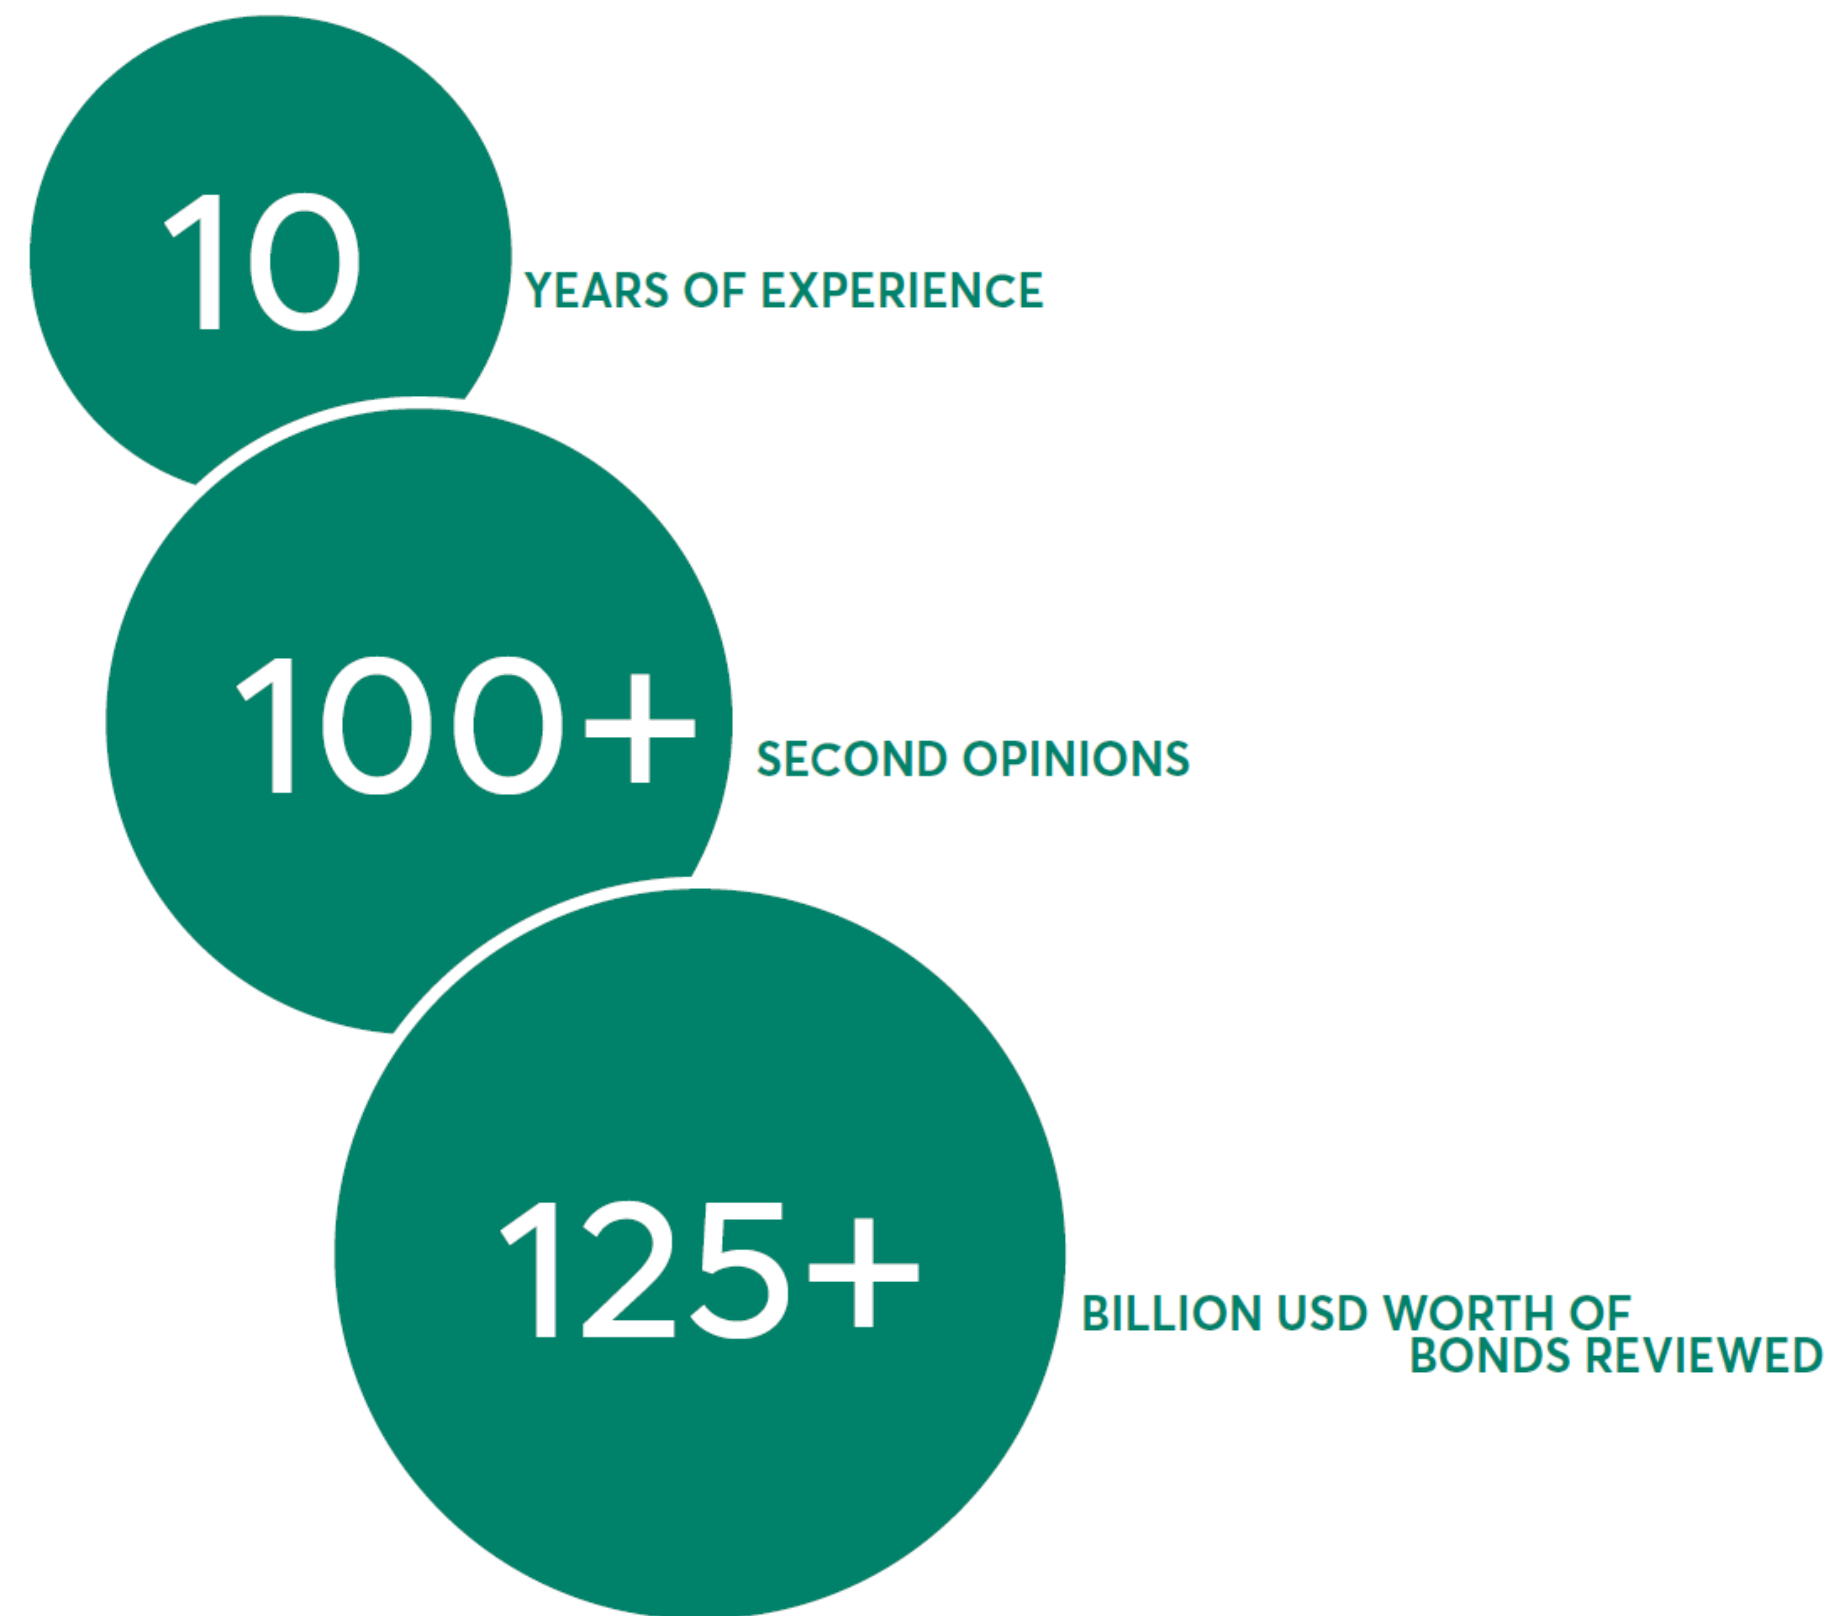 10
YEARS OF EXPERIENCE
100+
SECOND OPINIONS
125+
BILLION USD WORTH OF
BONDS REVIEWED